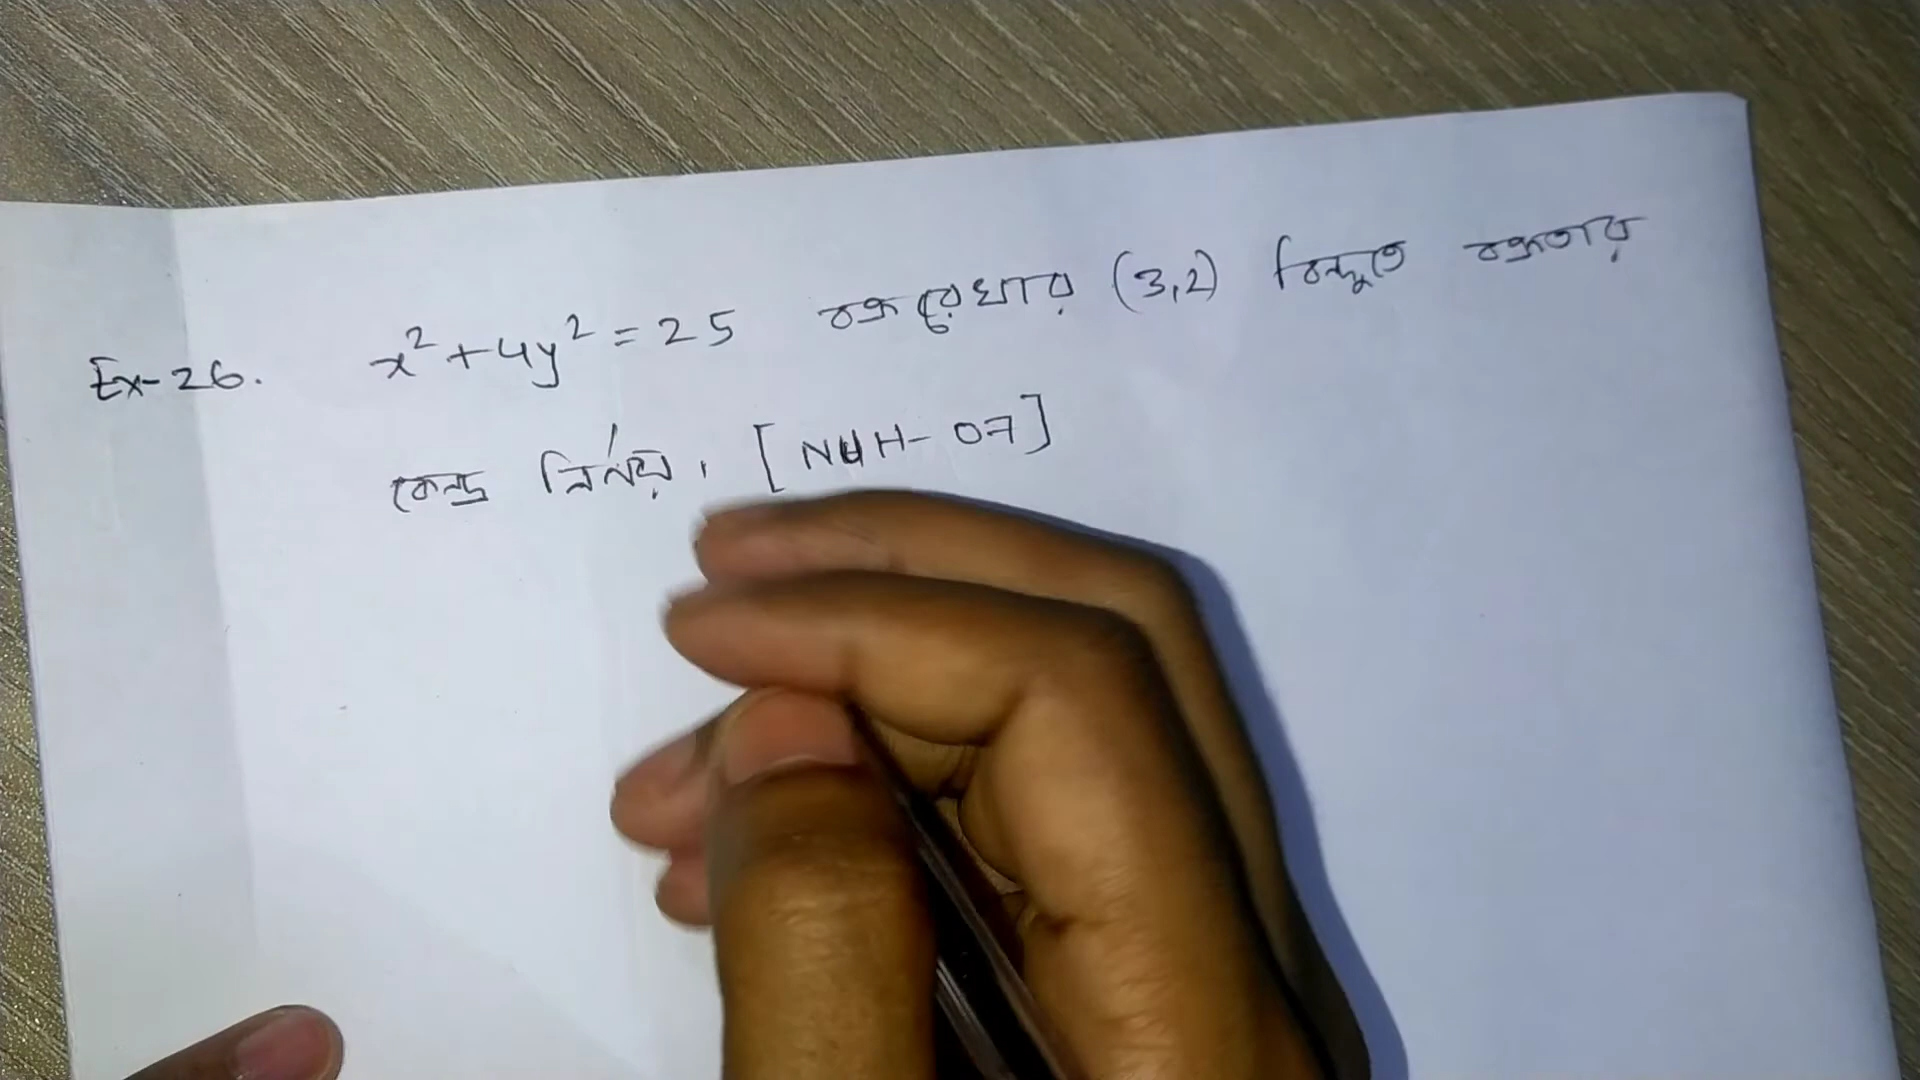 Ex-26. x²+4y²=25 বক্ররেখার (3,2) বিন্দুতে বক্রতার
কেন্দ্র নির্ণয়। [NUH-07]